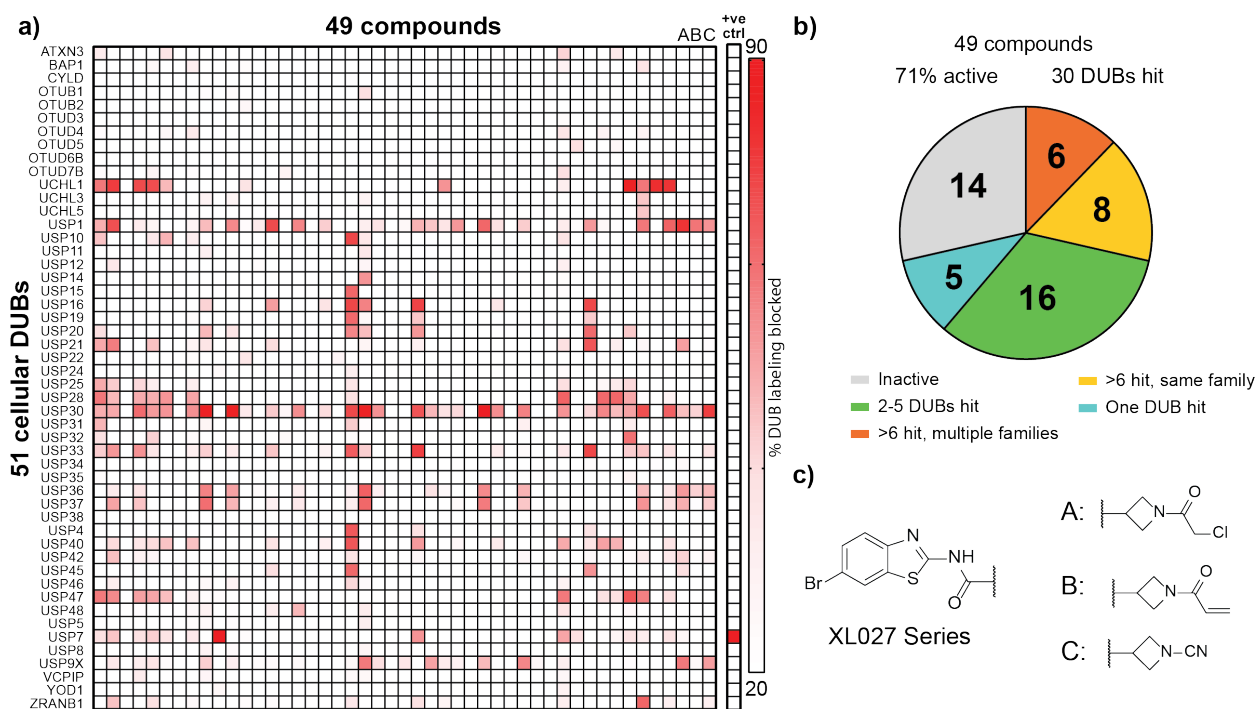 a)
49 compounds
ABC
+ve
ctrl
90
51 cellular DUBs
ATXN3
BAP1
CYLD
OTUB1
OTUB2
OTUD3
OTUD4
OTUD5
OTUD6B
OTUD7B
UCHL1
UCHL3
UCHL5
USP1
USP10
USP11
USP12
USP14
USP15
USP16
USP19
USP20
USP21
USP22
USP24
USP25
USP28
USP30
USP31
USP32
USP33
USP34
USP35
USP36
USP37
USP38
USP4
USP40
USP42
USP45
USP46
USP47
USP48
USP5
USP7
USP8
USP9X
VCPIP
YOD1
ZRANB1
% DUB labeling blocked
20
b)
49 compounds
71% active 30 DUBs hit
6
8
16
5
14
Inactive
2-5 DUBs hit
>6 hit, multiple families
>6 hit, same family
One DUB hit
c)
Br
N
S
NH
O
XL027 Series
A:
N
O
Cl
B:
N
O
C:
N
CN